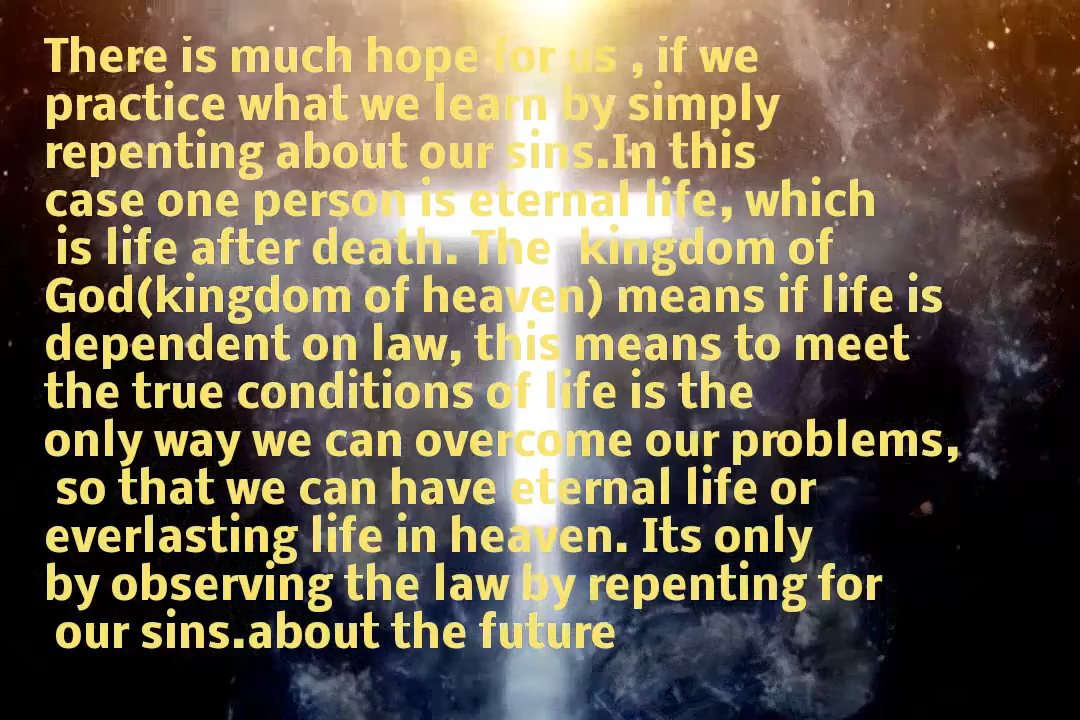 There is much hope for us , if we
practice what we learn by simply
repenting about our sins.In this
case one person is eternal life, which
is life after death. The  kingdom of
God(kingdom of heaven) means if life is
dependent on law, this means to meet
the true conditions of life is the
only way we can overcome our problems,
so that we can have eternal life or
everlasting life in heaven. Its only
by observing the law by repenting for
our sins.about the future